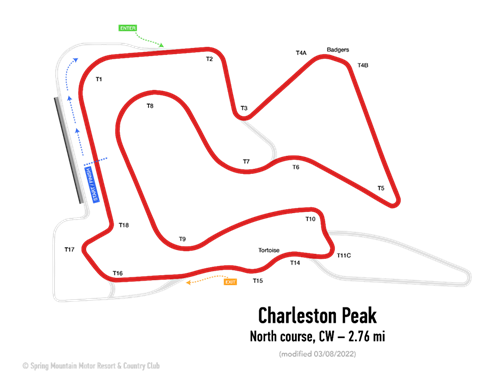 ENTER
T1
T2
T3
T4A
Badgers
T4B
T5
T6
T7
T8
T9
T10
Tortoise
T11C
T14
T15
T16
T17
T18
EXIT
Charleston Peak
North course, CW – 2.76 mi
(modified 03/08/2022)
© Spring Mountain Motor Resort & Country Club